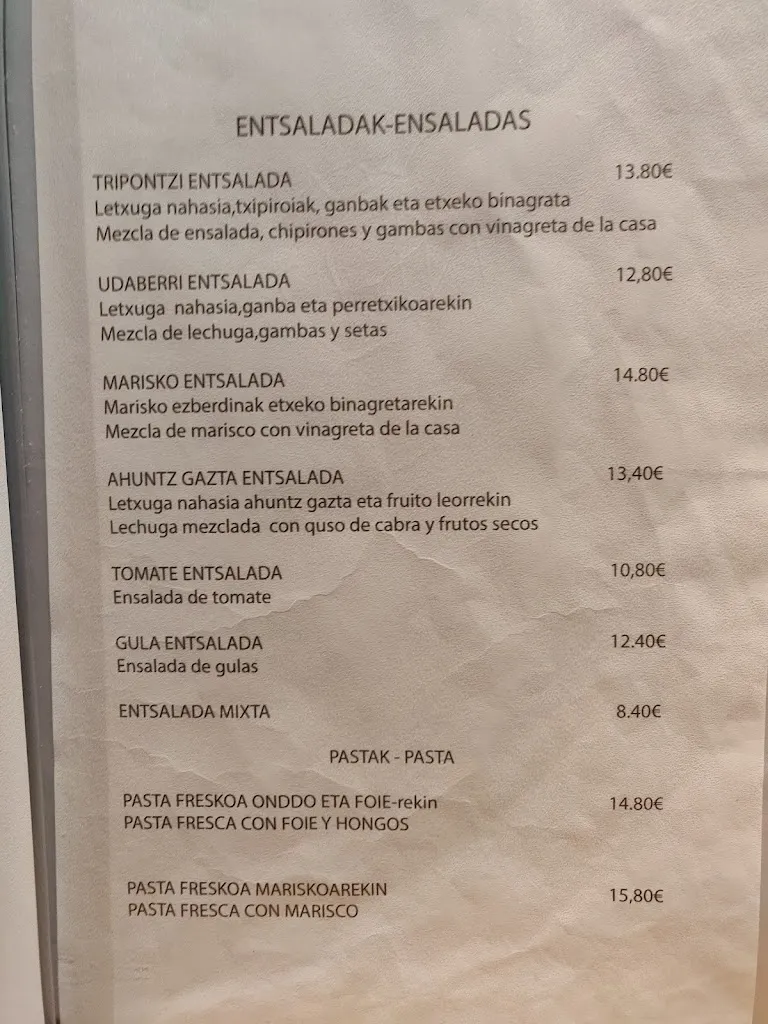 ENTSALADAK-ENSALADAS
TRIPONTZI ENTSALADA 13.80€
Letxuga nahasia,txipiroiak, ganbak eta etxeko binagrata
Mezcla de ensalada, chipirones y gambas con vinagreta de la casa
UDABERRI ENTSALADA 12,80€
Letxuga nahasia,ganba eta perretxikoarekin
Mezcla de lechuga,gambas y setas
MARISKO ENTSALADA 14.80€
Marisko ezberdinak etxeko binagretarekin
Mezcla de marisco con vinagreta de la casa
AHUNTZ GAZTA ENTSALADA 13,40€
Letxuga nahasia ahuntz gazta eta fruito leorrekin
Lechuga mezclada con quso de cabra y frutos secos
TOMATE ENTSALADA 10,80€
Ensalada de tomate
GULA ENTSALADA 12.40€
Ensalada de gulas
ENTSALADA MIXTA 8.40€
PASTAK - PASTA
PASTA FRESKOA ONDDO ETA FOIE-rekin 14.80€
PASTA FRESCA CON FOIE Y HONGOS
PASTA FRESKOA MARISKOAREKIN 15,80€
PASTA FRESCA CON MARISCO